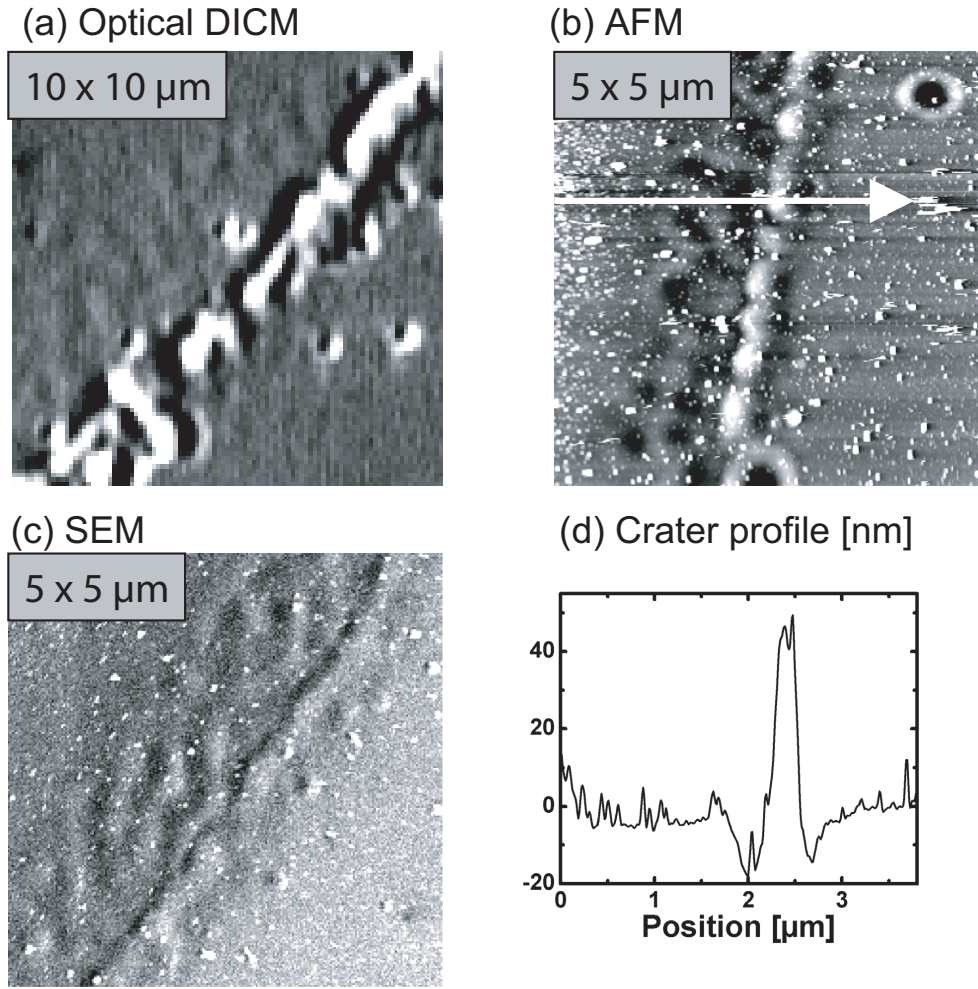 (a) Optical DICM
10 x 10 μm
(b) AFM
5 x 5 μm
(c) SEM
5 x 5 μm
(d) Crater profile [nm]
40
20
0
-20
0 1 2 3
Position [μm]